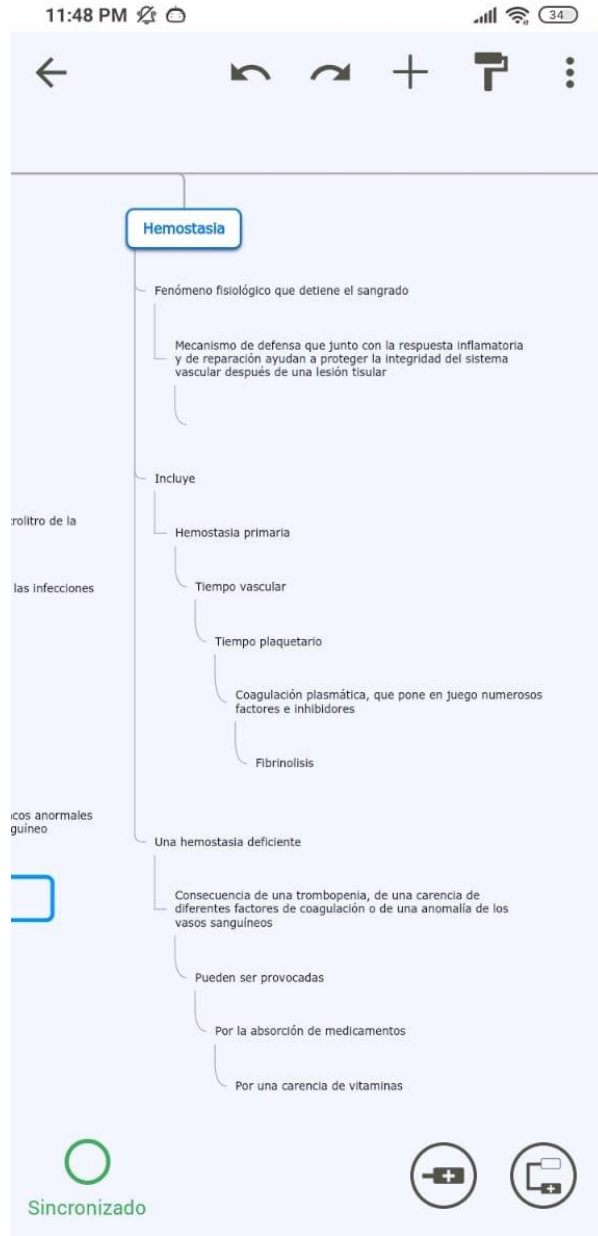 11:48 PM
34
Hemostasia
Fenómeno fisiológico que detiene el sangrado
Mecanismo de defensa que junto con la respuesta inflamatoria
y de reparación ayudan a proteger la integridad del sistema
vascular después de una lesión tisular
Incluye
rolitro de la
Hemostasia primaria
las infecciones
Tiempo vascular
Tiempo plaquetario
Coagulación plasmática, que pone en juego numerosos
factores e inhibidores
Fibrinolisis
cos anormales
guíneo
Una hemostasia deficiente
Consecuencia de una trombopenia, de una carencia de
diferentes factores de coagulación o de una anomalía de los
vasos sanguíneos
Pueden ser provocadas
Por la absorción de medicamentos
Por una carencia de vitaminas
Sincronizado